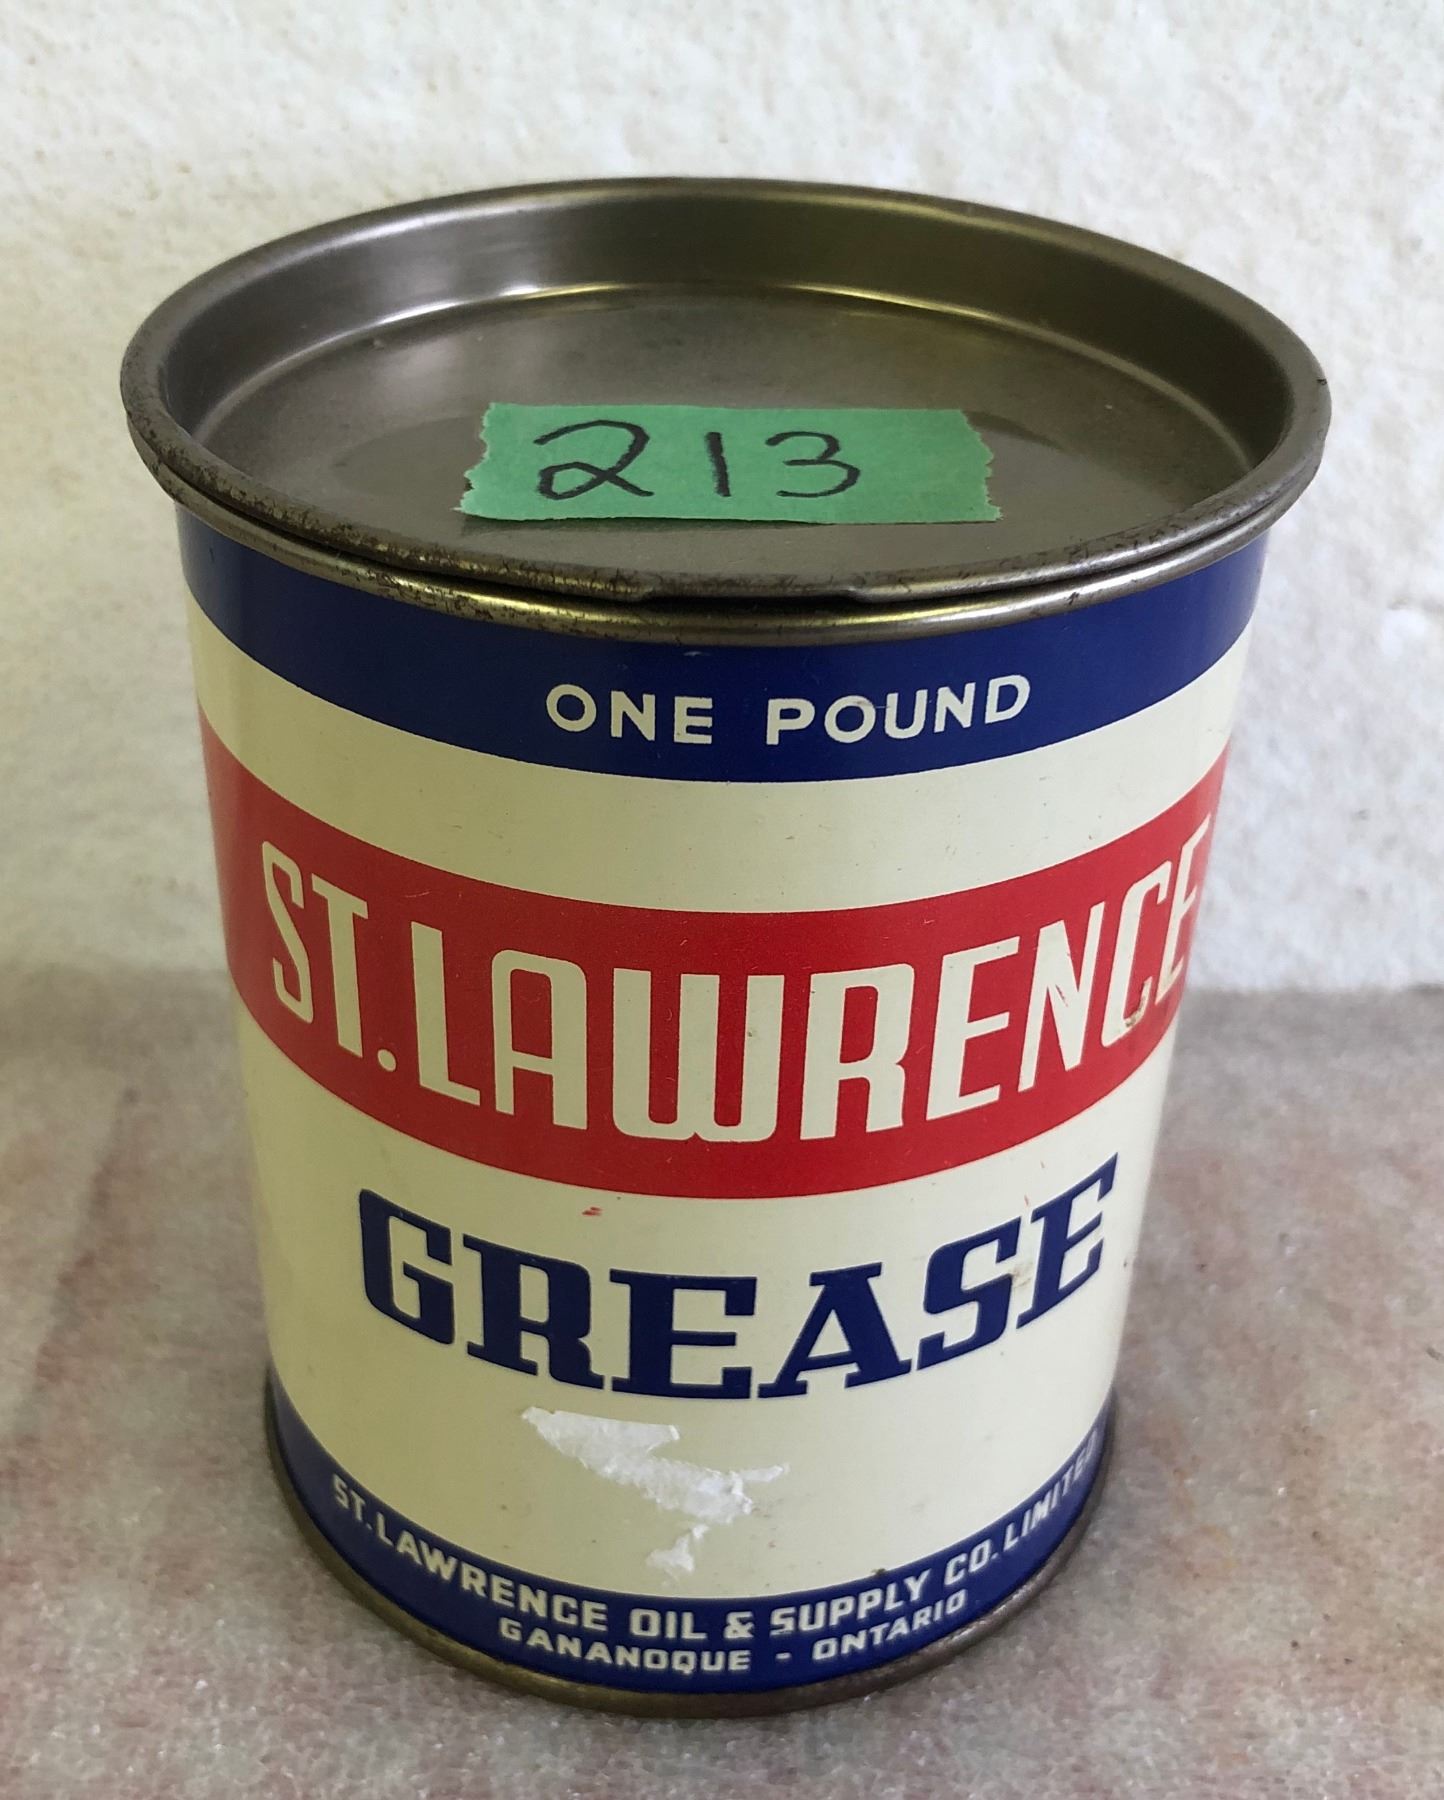 213
ONE POUND
ST. LAWRENCE
GREASE
ST. LAWRENCE OIL & SUPPLY CO. LIMITED
GANANOQUE - ONTARIO